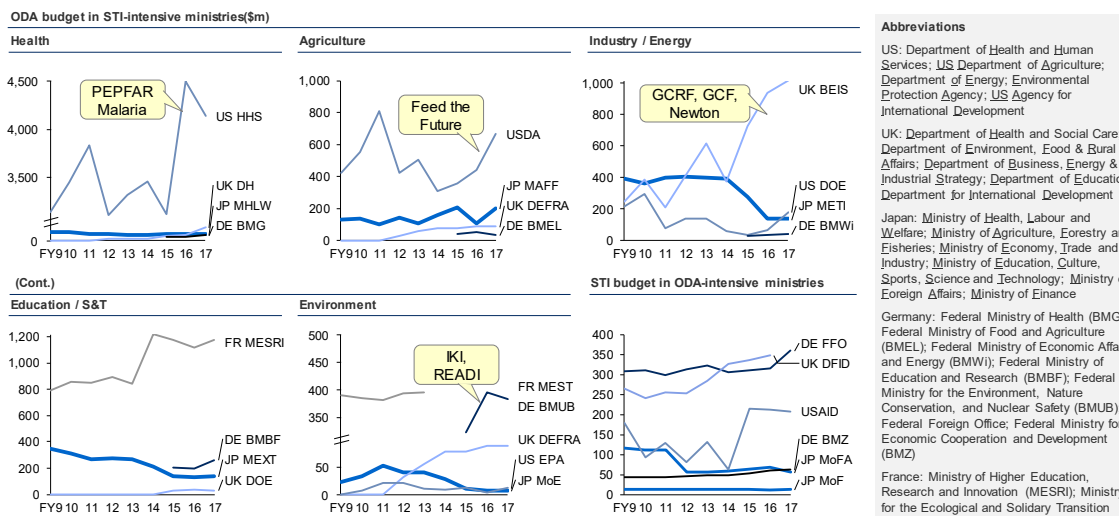 ODA budget in STI-intensive ministries($m)
Health
4,500
4,000
3,500
0
PEPFAR
Malaria
US HHS
UK DH
JP MHLW
DE BMG
FY9 10 11 12 13 14 15 16 17
Agriculture
1,000
800
600
400
200
0
Feed the
Future
USDA
JP MAFF
UK DEFRA
DE BMEL
FY9 10 11 12 13 14 15 16 17
Industry / Energy
1,000
800
600
400
200
0
GCRF, GCF,
Newton
UK BEIS
US DOE
JP METI
DE BMWi
FY9 10 11 12 13 14 15 16 17
(Cont.)
Education / S&T
1,200
1,000
800
600
400
200
0
FR MESRI
DE BMBF
JP MEXT
UK DOE
FY9 10 11 12 13 14 15 16 17
Environment
500
450
400
350
50
0
IKI,
READI
FR MEST
DE BMUB
UK DEFRA
US EPA
JP MoE
FY9 10 11 12 13 14 15 16 17
STI budget in ODA-intensive ministries
400
350
300
250
200
150
100
50
0
DE FFO
UK DFID
USAID
DE BMZ
JP MoFA
JP MoF
FY9 10 11 12 13 14 15 16 17
Abbreviations
US: Department of Health and Human
Services; US Department of Agriculture;
Department of Energy; Environmental
Protection Agency; US Agency for
International Development
UK: Department of Health and Social Care
Department of Environment, Food & Rural
Affairs; Department of Business, Energy &
Industrial Strategy; Department of Educatio
Department for International Development
Japan: Ministry of Health, Labour and
Welfare; Ministry of Agriculture, Forestry an
Fisheries; Ministry of Economy, Trade and
Industry; Ministry of Education, Culture,
Sports, Science and Technology; Ministry o
Foreign Affairs; Ministry of Finance
Germany: Federal Ministry of Health (BMG
Federal Ministry of Food and Agriculture
(BMEL); Federal Ministry of Economic Affa
and Energy (BMWi); Federal Ministry of
Education and Research (BMBF); Federal
Ministry for the Environment, Nature
Conservation, and Nuclear Safety (BMUB)
Federal Foreign Office; Federal Ministry for
Economic Cooperation and Development
(BMZ)
France: Ministry of Higher Education,
Research and Innovation (MESRI); Ministr
for the Ecological and Solidary Transition